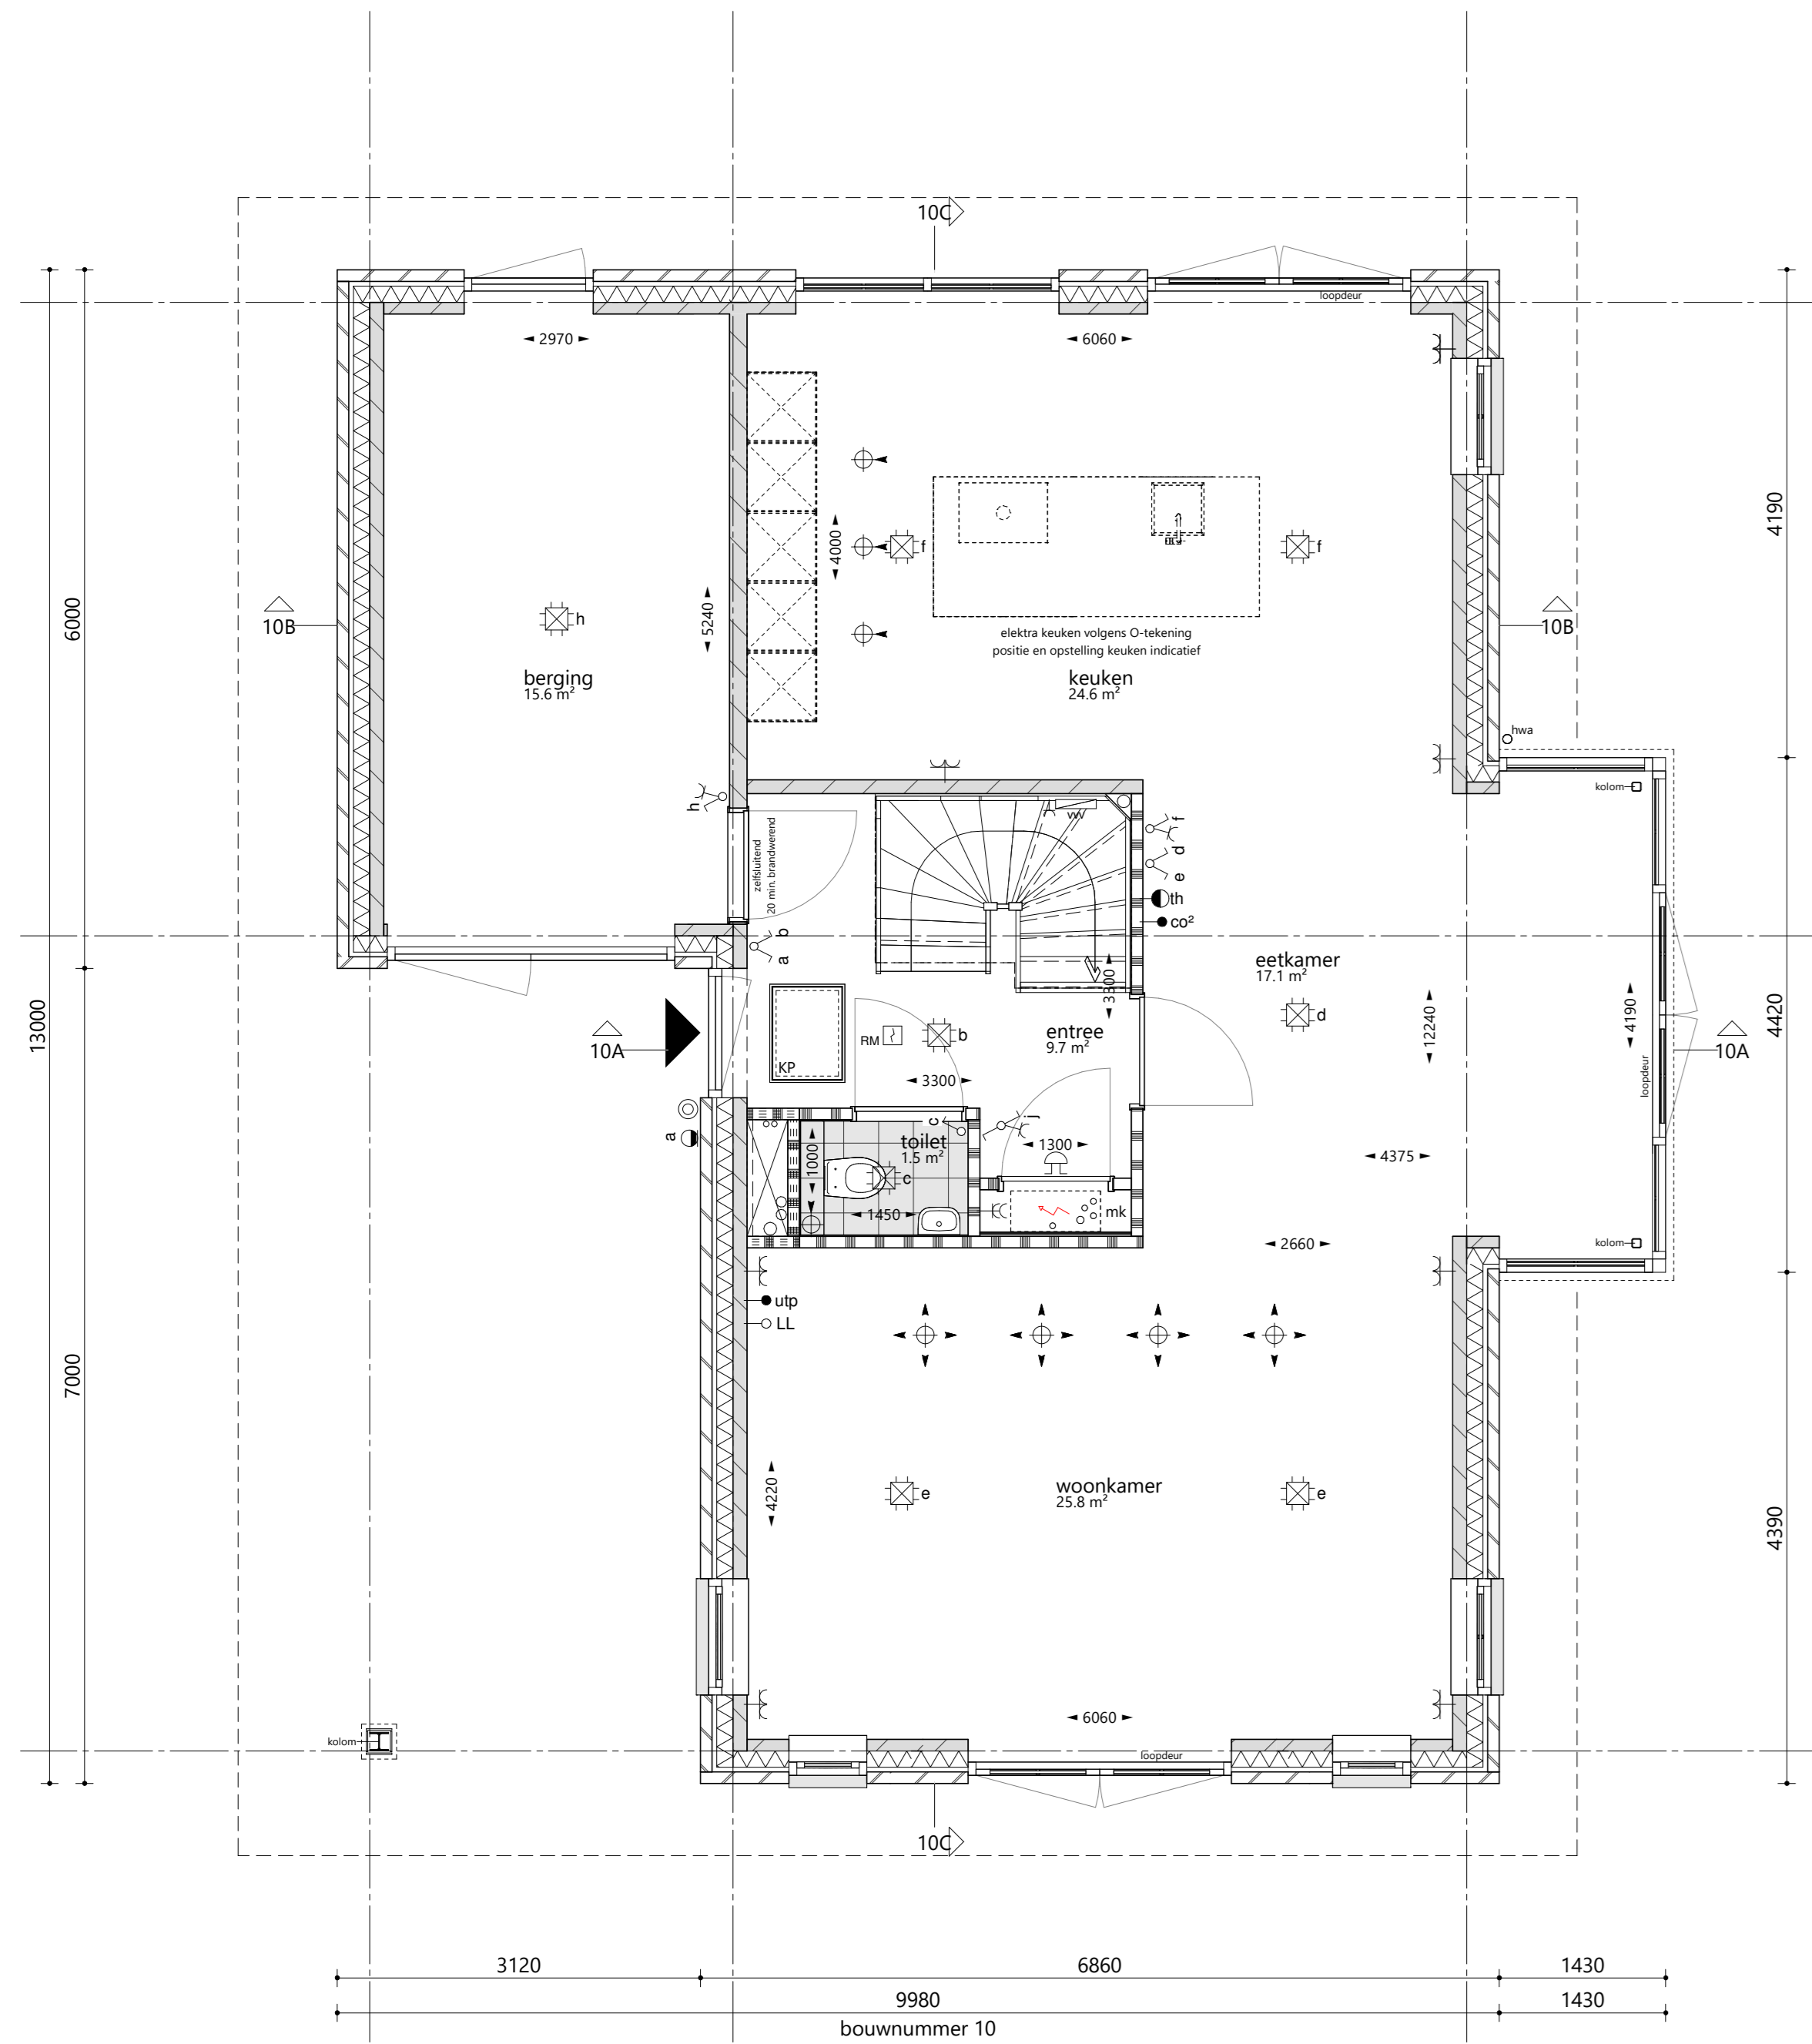 10C
loopdeur
2970
6060
4190
4000
f
f
6000
5240
h
10B
10B
elektra keuken volgens O-tekening
positie en opstelling keuken indicatief
berging
15.6 m²
keuken
24.6 m²
hwa
kolom
h
vvv
f
d
e
th
co²
zelfsluitend
20 min. brandwerend
b
a
eetkamer
17.1 m²
3300
13000
d
12240
4190
4420
10A
RM
b
entree
9.7 m²
10A
KP
3300
loopdeur
a
c
j
toilet
1.5 m²
1000
1300
4375
c
1450
mk
2660
kolom
utp
LL
7000
4220
e
woonkamer
25.8 m²
e
4390
6060
kolom
loopdeur
10C
3120
6860
1430
9980
1430
bouwnummer 10